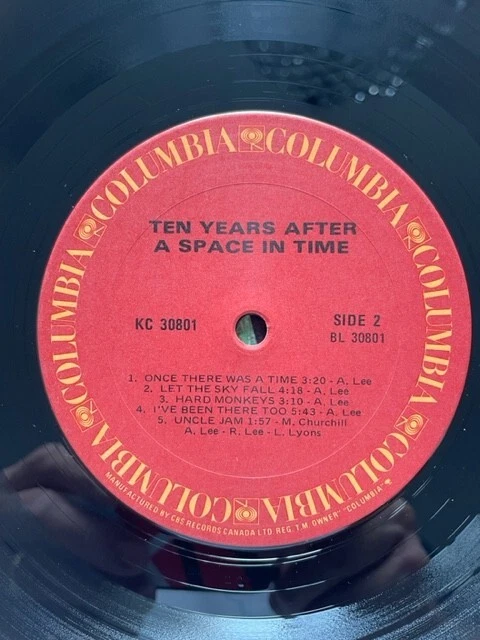 COLUMBIA COLUMBIA COLUMBIA COLUMBIA COLUMBIA COLUMBIA
TEN YEARS AFTER
A SPACE IN TIME
KC 30801
SIDE 2
BL 30801
1. ONCE THERE WAS A TIME 3:20 - A. Lee
2. LET THE SKY FALL 4:18 - A. Lee
3. HARD MONKEYS 3:10 - A. Lee
4. I'VE BEEN THERE TOO 5:43 - A. Lee
5. UNCLE JAM 1:57 - M. Churchill
A. Lee - R. Lee - L. Lyons
MANUFACTURED BY CBS RECORDS CANADA LTD REG. T.M. OWNER "COLUMBIA"